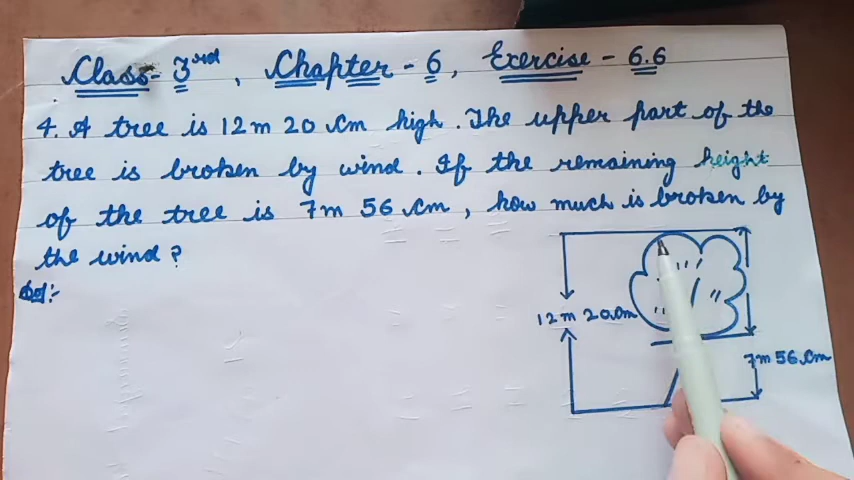 Class - 3rd, Chapter - 6, Exercise - 6.6
4. A tree is 12 m 20 cm high. The upper part of the
tree is broken by wind. If the remaining height
of the tree is 7m 56 cm, how much is broken by
the wind?
Sol:-
12 m 20 cm
7m 56 cm